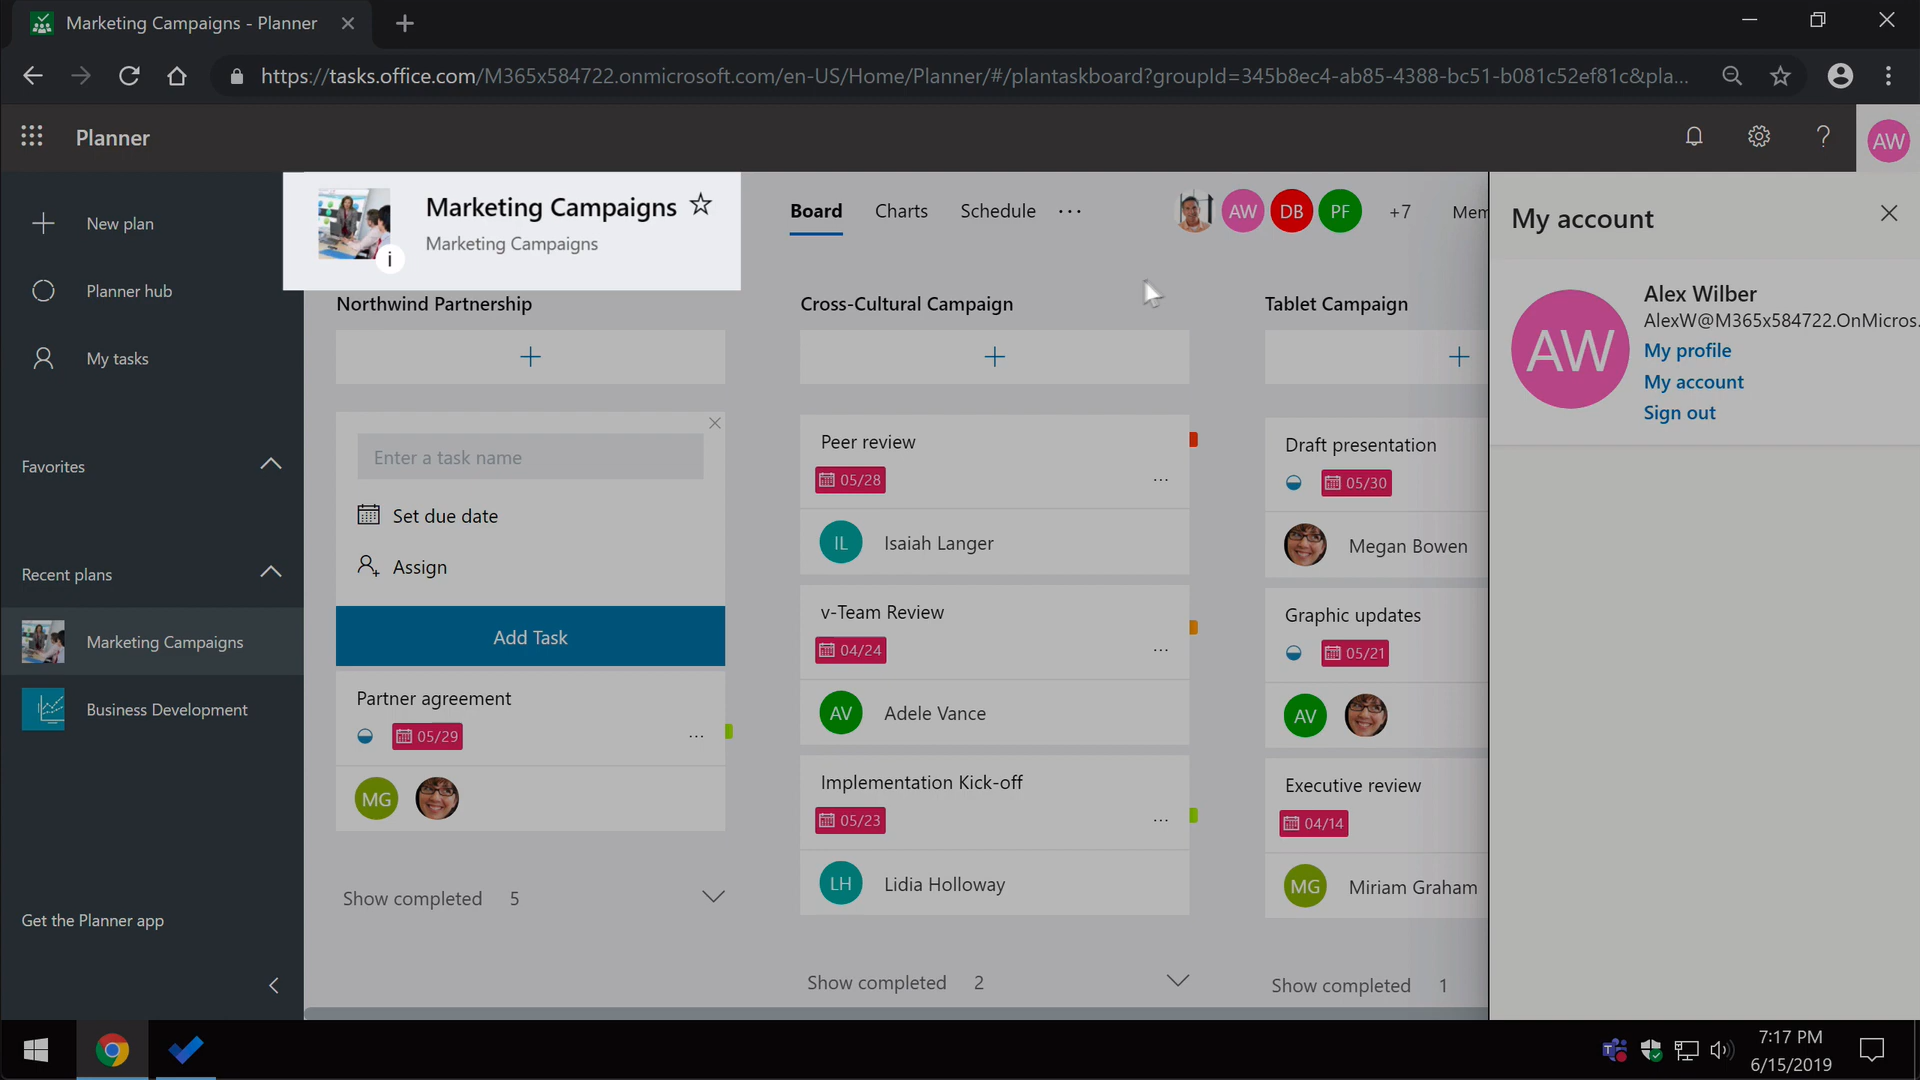 Marketing Campaigns - Planner
https://tasks.office.com/M365x584722.onmicrosoft.com/en-US/Home/Planner/#/plantaskboard?groupId=345b8ec4-ab85-4388-bc51-b081c52ef81c&pla...
Planner
AW
New plan
Planner hub
My tasks
Favorites
Recent plans
Marketing Campaigns
Business Development
Get the Planner app
Marketing Campaigns
Marketing Campaigns
i
Board
Charts
Schedule
AW
DB
PF
+7
Mem
Northwind Partnership
Enter a task name
Set due date
Assign
Add Task
Partner agreement
05/29
MG
Show completed 5
Cross-Cultural Campaign
Peer review
05/28
IL Isaiah Langer
v-Team Review
04/24
AV Adele Vance
Implementation Kick-off
05/23
LH Lidia Holloway
Show completed 2
Tablet Campaign
Draft presentation
05/30
Megan Bowen
Graphic updates
05/21
AV
Executive review
04/14
MG Miriam Graham
Show completed 1
My account
AW
Alex Wilber
AlexW@M365x584722.OnMicros.
My profile
My account
Sign out
7:17 PM
6/15/2019